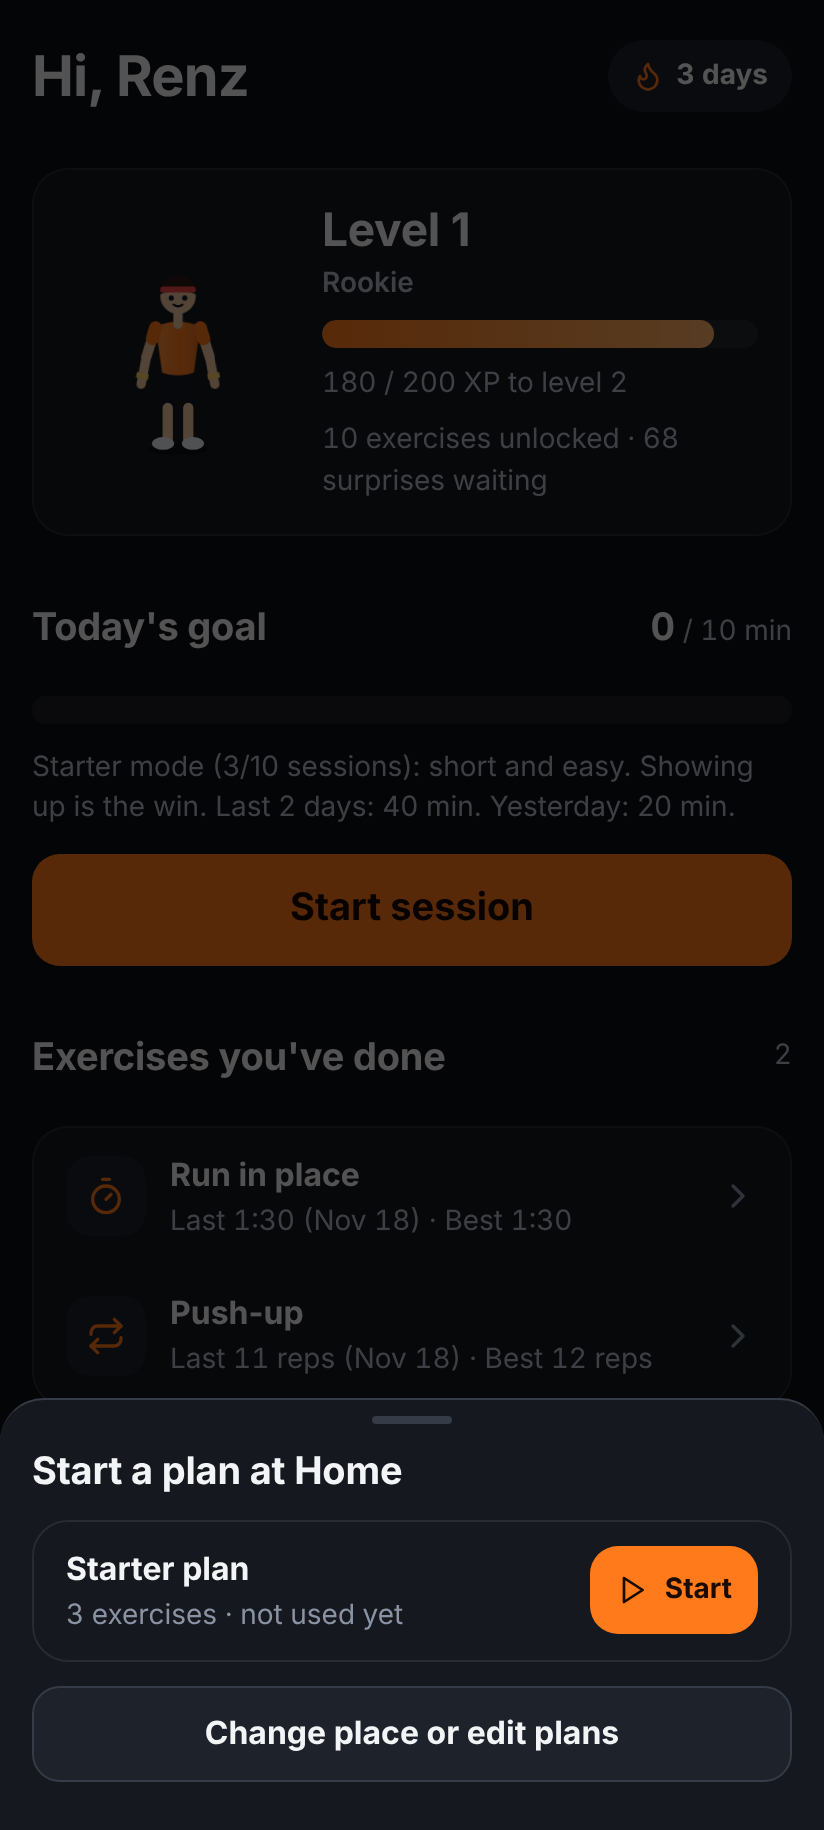 Hi, Renz
3 days
Level 1
Rookie
180 / 200 XP to level 2
10 exercises unlocked · 68
surprises waiting
Today's goal
0 / 10 min
Starter mode (3/10 sessions): short and easy. Showing
up is the win. Last 2 days: 40 min. Yesterday: 20 min.
Start session
Exercises you've done
2
Run in place
Last 1:30 (Nov 18) · Best 1:30
Push-up
Last 11 reps (Nov 18) · Best 12 reps
Start a plan at Home
Starter plan
3 exercises · not used yet
Start
Change place or edit plans